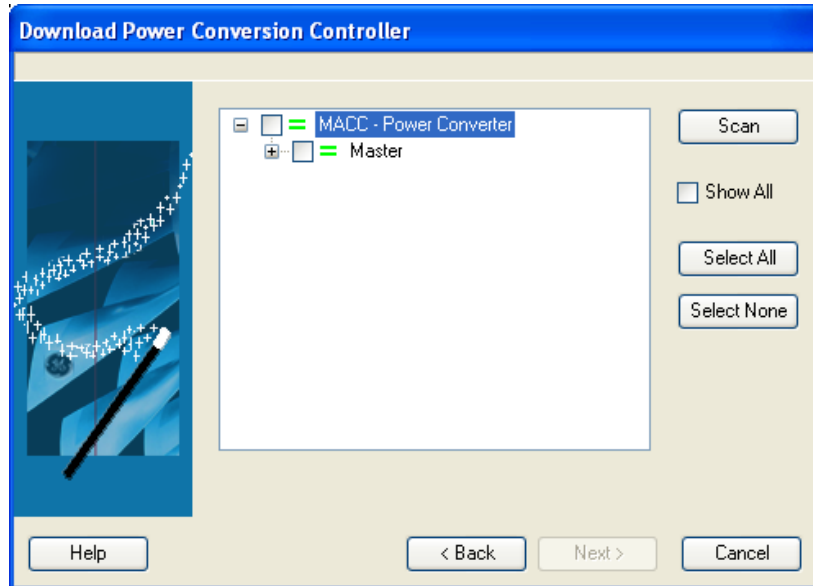 Download Power Conversion Controller
MACC - Power Converter
Master
Scan
Show All
Select All
Select None
Help
< Back
Next >
Cancel